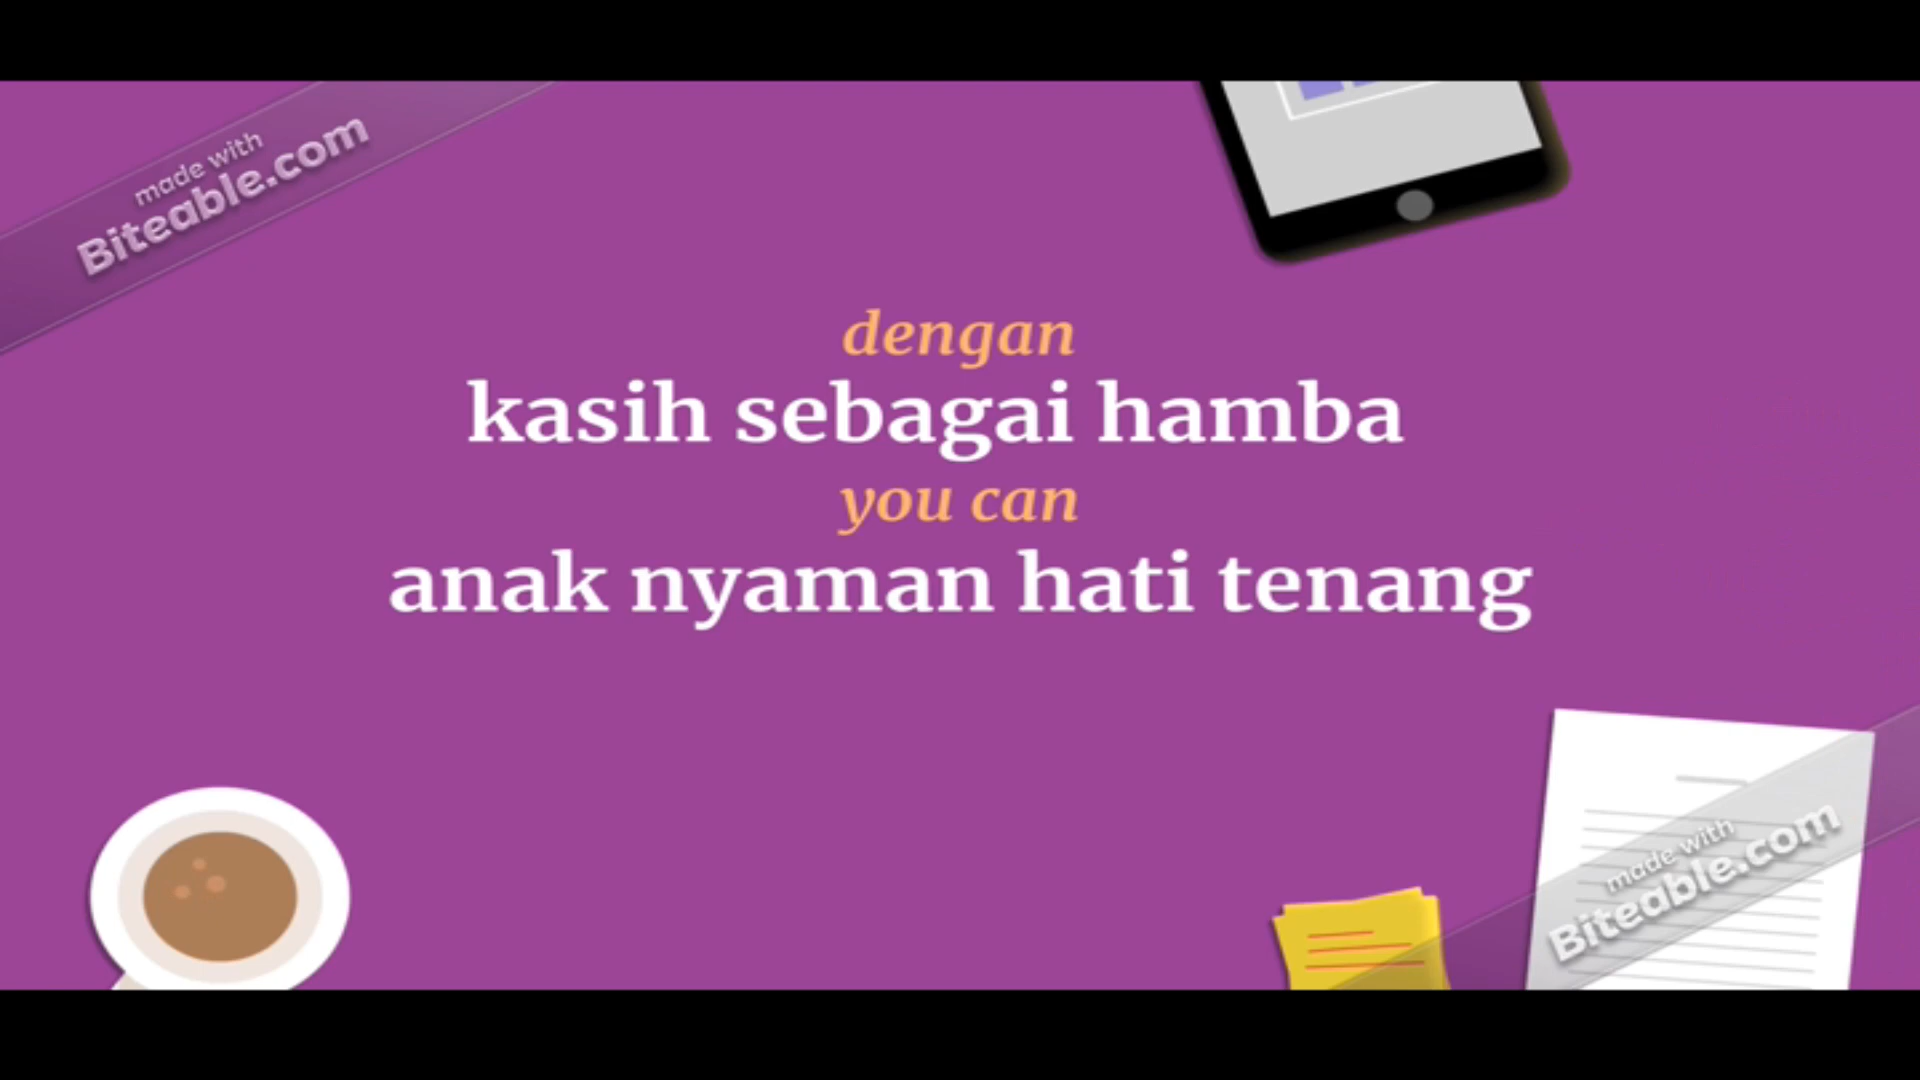 made with
Biteable.com
dengan
kasih sebagai hamba
you can
anak nyaman hati tenang
made with
Biteable.com